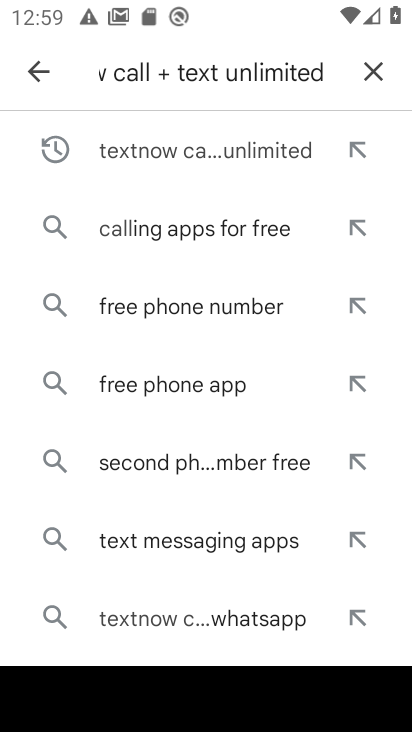 12:59
w call + text unlimited
textnow ca...unlimited
calling apps for free
free phone number
free phone app
second ph...mber free
text messaging apps
textnow c...whatsapp